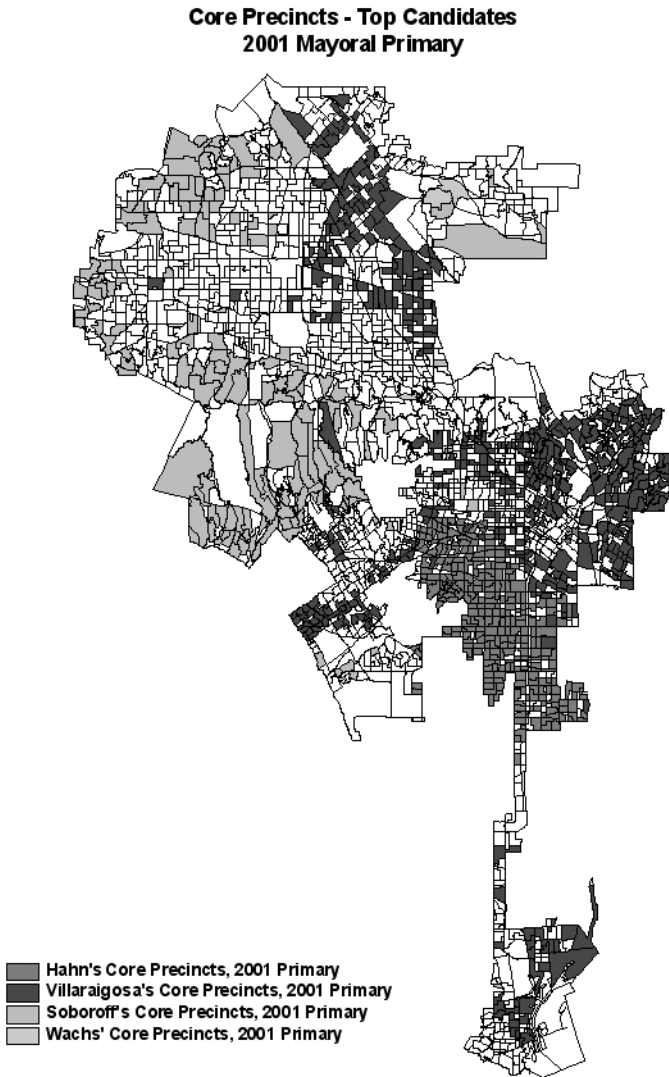 Core Precincts - Top Candidates
2001 Mayoral Primary
Hahn's Core Precincts, 2001 Primary
Villaraigosa's Core Precincts, 2001 Primary
Soboroff's Core Precincts, 2001 Primary
Wachs' Core Precincts, 2001 Primary